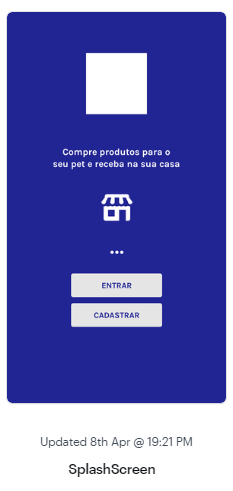 Compre produtos para o
seu pet e receba na sua casa
ENTRAR
CADASTRAR
Updated 8th Apr @ 19:21 PM
SplashScreen